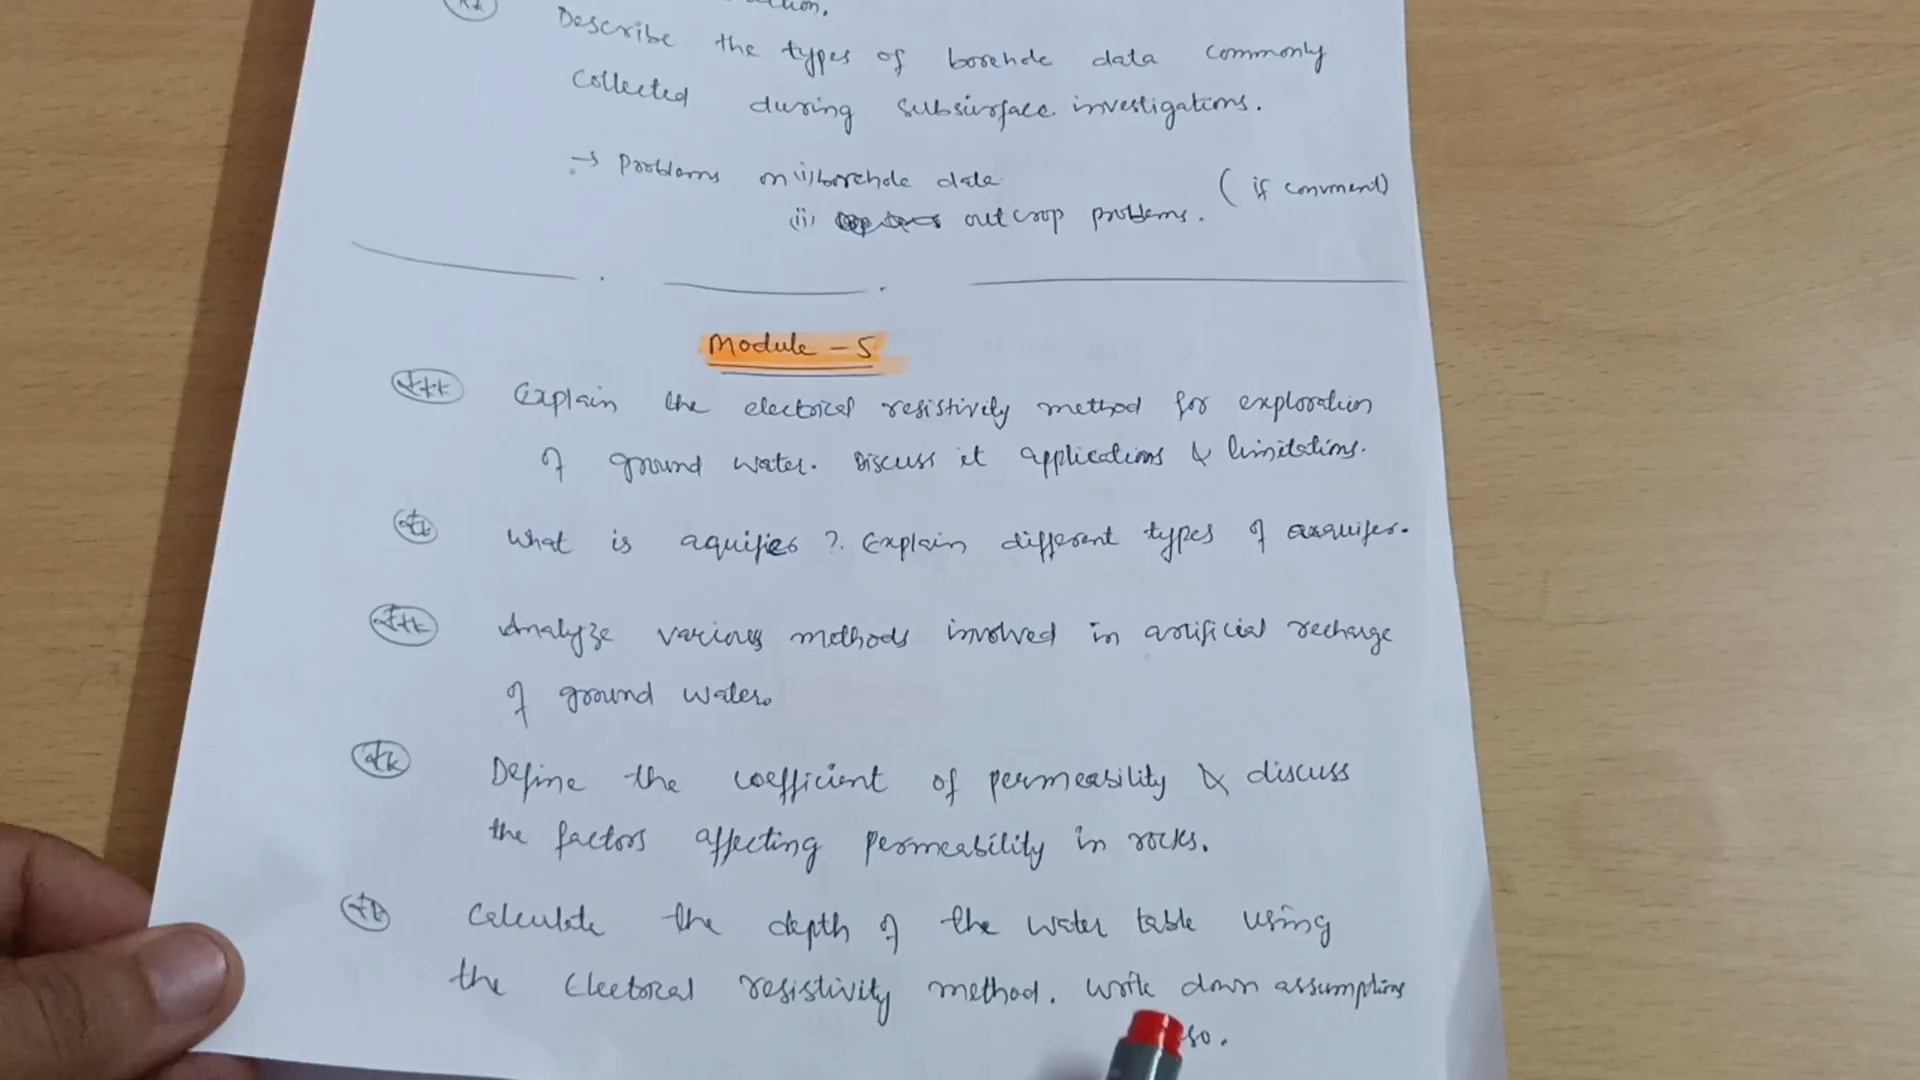 Describe the types of borehole data commonly
collected during subsurface investigations.
→ Problems on i) borehole data
(if conment)
(ii) outcrop problems.
Module - 5
Explain the electrical resistivity method for exploration
of ground water. Discuss it applications & limitations.
What is aquifies ?. Explain different types of
Analyze various methods involved in artificial recharge
of ground water.
Define the coefficient of permeability & discuss
the factors affecting permeability in rocks.
Calculate the depth of the water table using
the Electrical resistivity method. write down assumptions
so.